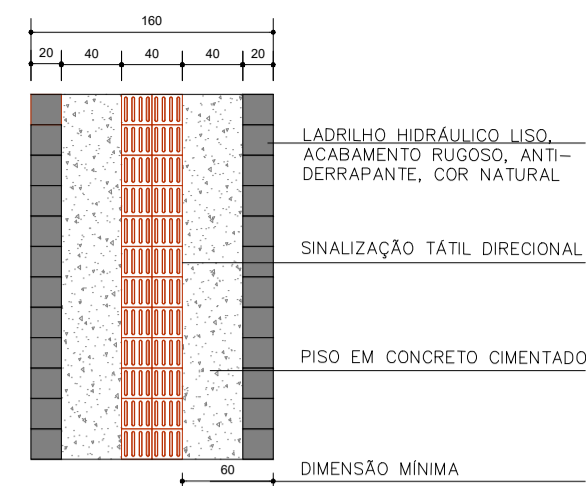 160
20 40 40 40 20
LADRILHO HIDRÁULICO LISO,
ACABAMENTO RUGOSO, ANTI-
DERRAPANTE, COR NATURAL
SINALIZAÇÃO TÁTIL DIRECIONAL
PISO EM CONCRETO CIMENTADO
60
DIMENSÃO MÍNIMA